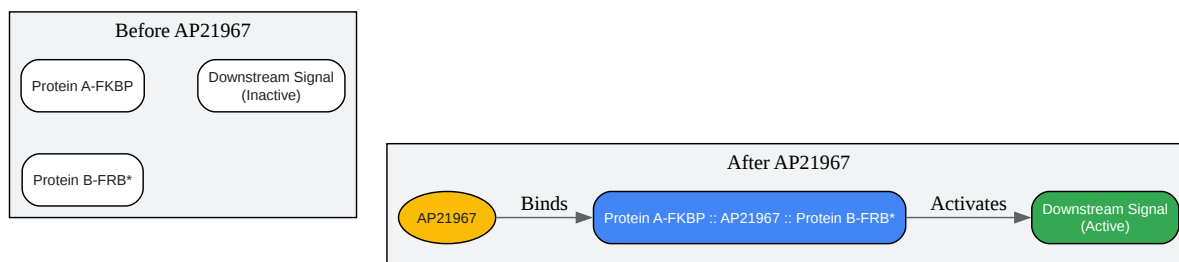 Before AP21967
Protein A-FKBP
Downstream Signal
(Inactive)
Protein B-FRB*
After AP21967
AP21967
Binds
Protein A-FKBP :: AP21967 :: Protein B-FRB*
Activates
Downstream Signal
(Active)